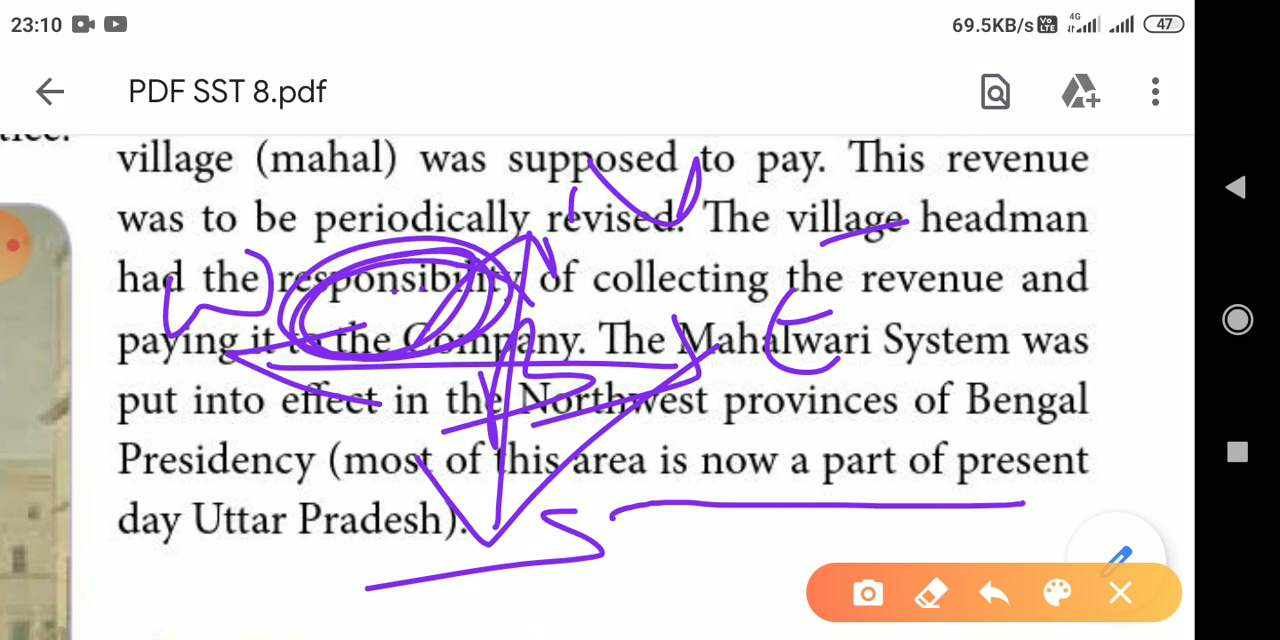 23:10 69.5KB/s Vo LTE 4G 47
PDF SST 8.pdf
village (mahal) was supposed to pay. This revenue
was to be periodically revised. The village headman
had the responsibility of collecting the revenue and
paying it to the Company. The Mahalwari System was
put into effect in the Northwest provinces of Bengal
Presidency (most of this area is now a part of present
day Uttar Pradesh).
N
W
E
S